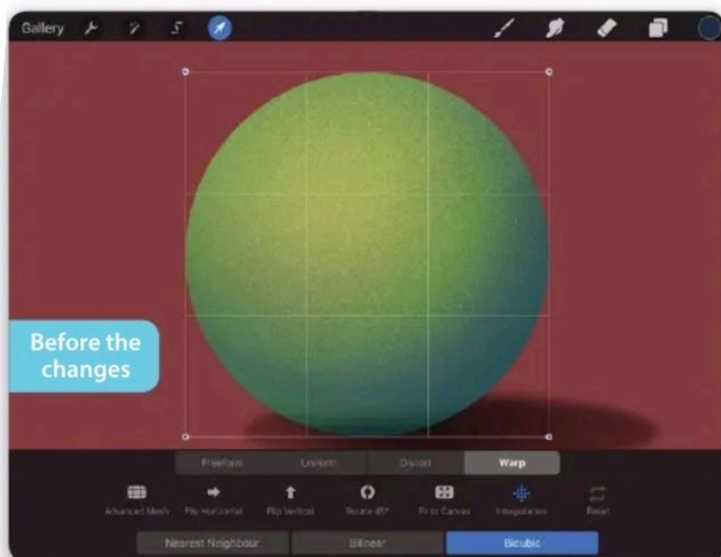 Gallery
Before the
changes
Freeform Uniform Distort Warp
Advanced Mesh Flip Horizontal Flip Vertical Rotate 45° Fit to Canvas Interpolation Reset
Nearest Neighbour Bilinear Bicubic